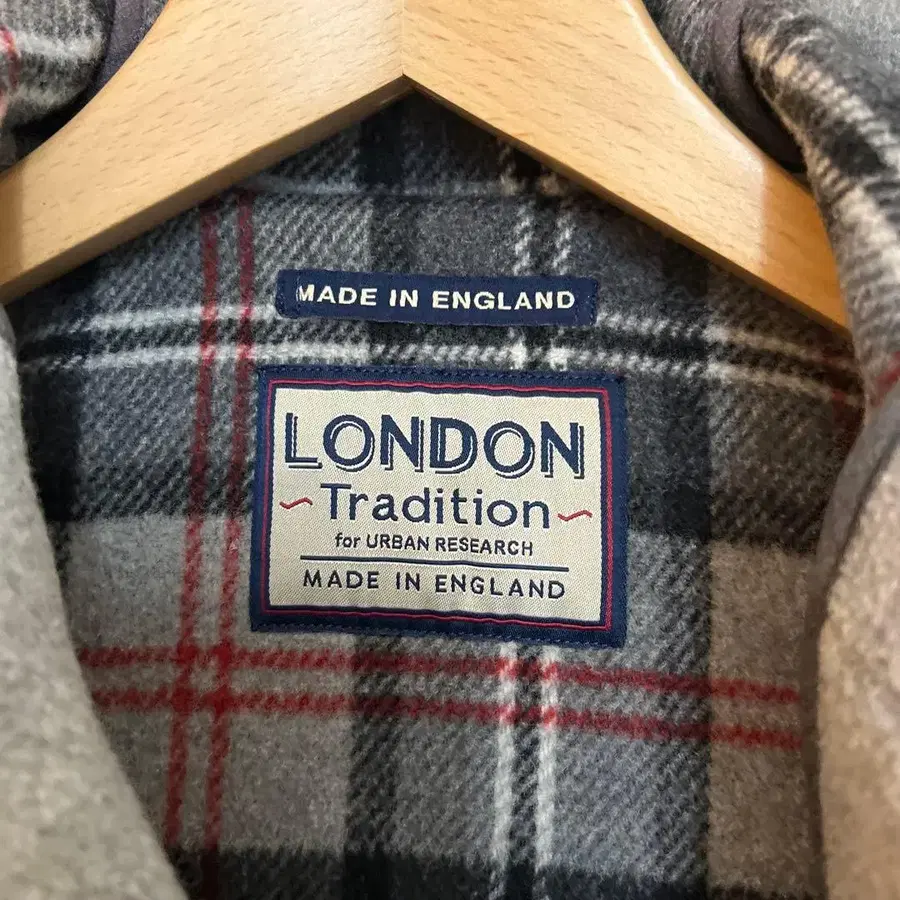 MADE IN ENGLAND
LONDON
Tradition
for URBAN RESEARCH
MADE IN ENGLAND